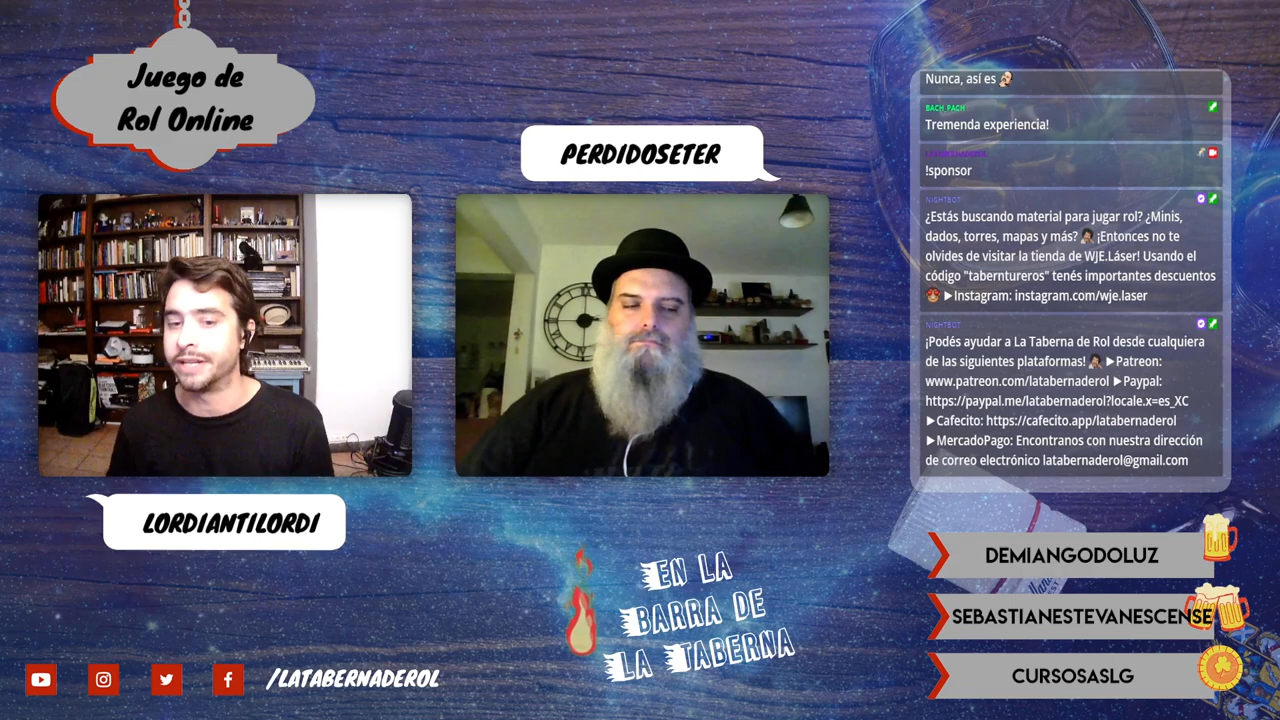 Juego de
Rol Online
PERDIDOSETER
LORDIANTILORDI
EN LA
BARRA DE
LA TABERNA
/LATABERNADEROL
Nunca, así es
BACH_PACH
Tremenda experiencia!
!sponsor
NIGHTBOT
¿Estás buscando material para jugar rol? ¿Minis,
dados, torres, mapas y más? ¡Entonces no te
olvides de visitar la tienda de WJE.Láser! Usando el
código "taberntureros" tenés importantes descuentos
▶Instagram: instagram.com/wje.laser
NIGHTBOT
¡Podés ayudar a La Taberna de Rol desde cualquiera
de las siguientes plataformas! ▶Patreon:
www.patreon.com/latabernaderol ▶Paypal:
https://paypal.me/latabernaderol?locale.x=es_XC
▶Cafecito: https://cafecito.app/latabernaderol
▶MercadoPago: Encontranos con nuestra dirección
de correo electrónico latabernaderol@gmail.com
DEMIANGODOLUZ
SEBASTIANESTEVANESCENSE
CURSOSASLG